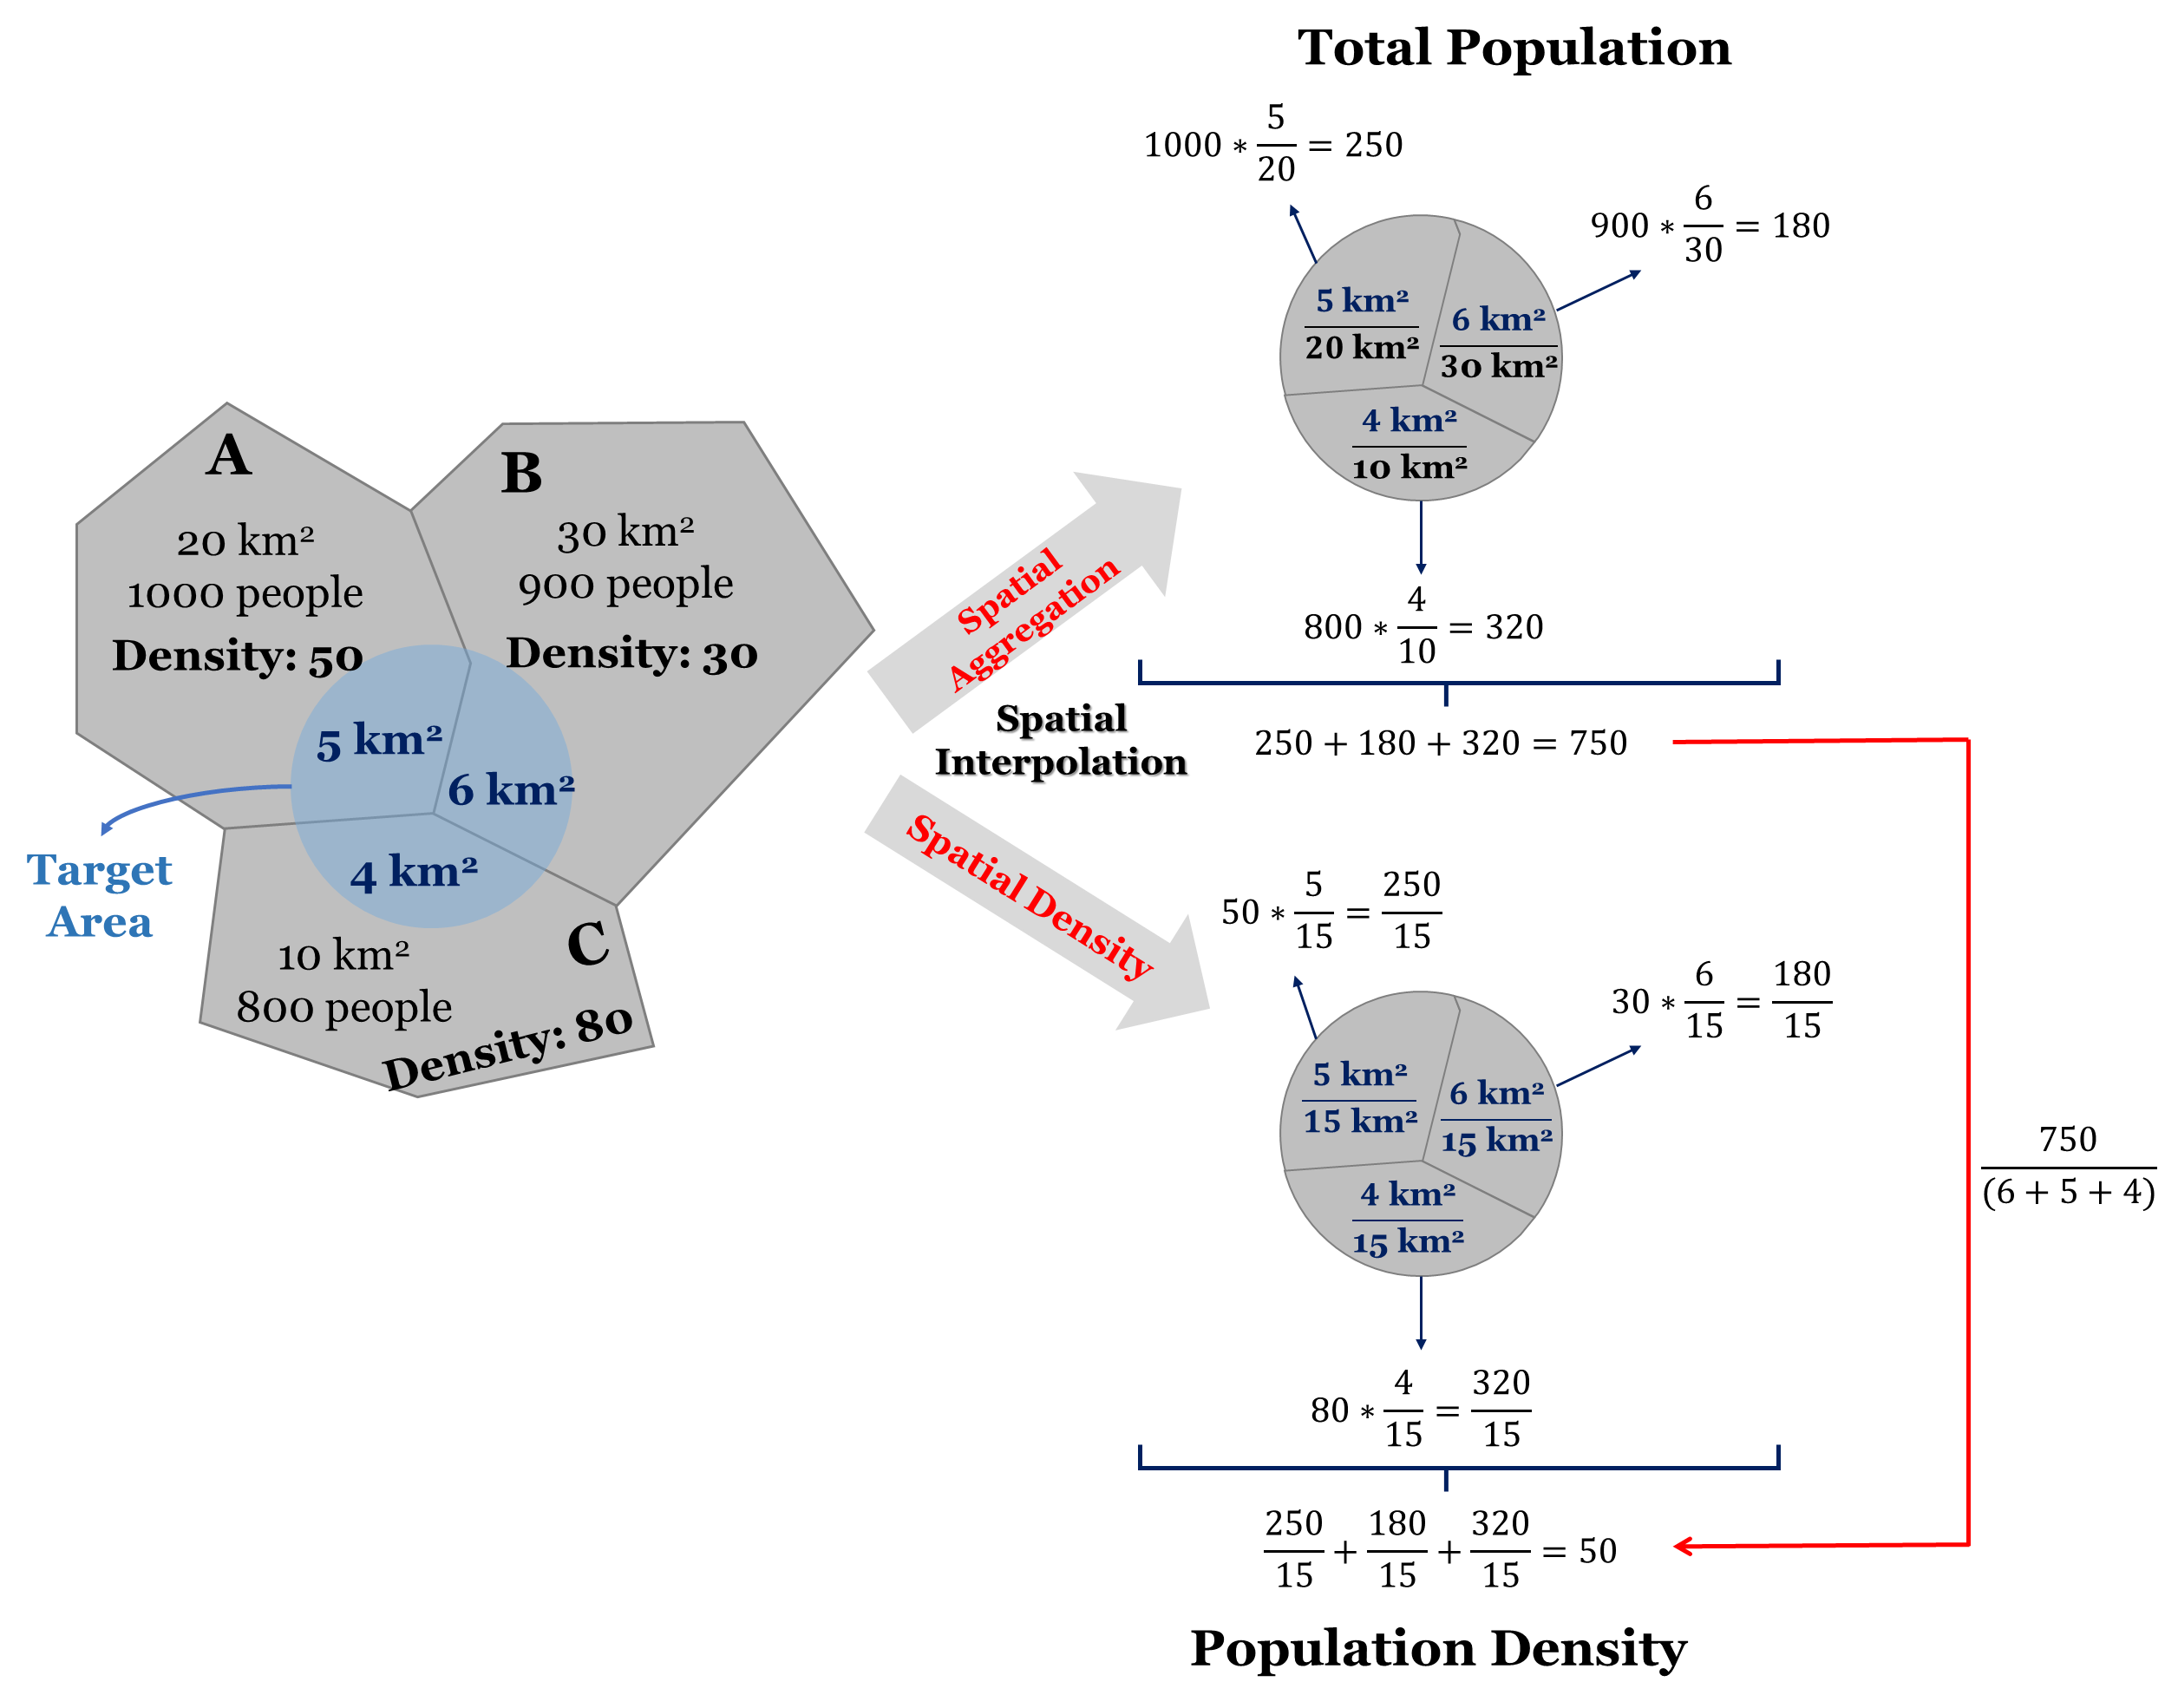 Total Population
1000 ∗ 5/20 = 250
900 ∗ 6/30 = 180
5 km²
20 km²
6 km²
30 km²
4 km²
10 km²
800 ∗ 4/10 = 320
250 + 180 + 320 = 750
A
20 km²
1000 people
Density: 50
B
30 km²
900 people
Density: 30
5 km²
6 km²
4 km²
Target
Area
10 km²
800 people
C
Density: 80
Spatial
Aggregation
Spatial
Interpolation
Spatial Density
50 ∗ 5/15 = 250/15
30 ∗ 6/15 = 180/15
5 km²
15 km²
6 km²
15 km²
4 km²
15 km²
80 ∗ 4/15 = 320/15
250/15 + 180/15 + 320/15 = 50
750
(6 + 5 + 4)
Population Density